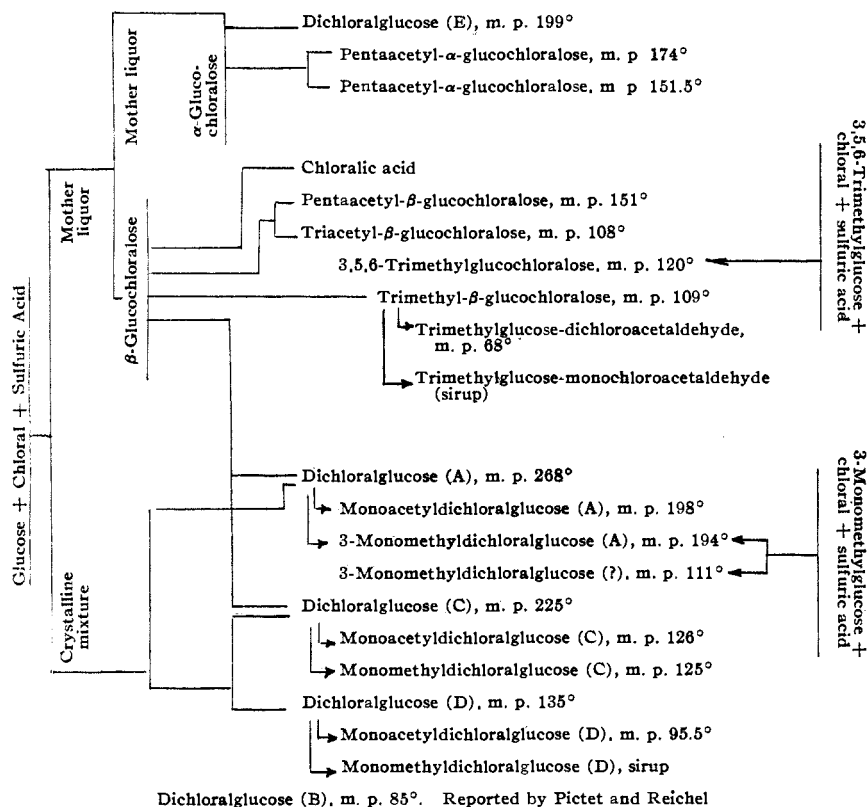 Dichloralglucose (E), m. p. 199°
Pentaacetyl-α-glucochloralose, m. p 174°
Pentaacetyl-α-glucochloralose. m p 151.5°
Mother liquor
α-Gluco-
chloralose
Chloralic acid
Pentaacetyl-β-glucochloralose, m. p. 151°
Triacetyl-β-glucochloralose, m. p. 108°
3,5,6-Trimethylglucochloralose, m. p. 120°
Trimethyl-β-glucochloralose, m. p. 109°
Trimethylglucose-dichloroacetaldehyde,
m. p. 68°
Trimethylglucose-monochloroacetaldehyde
(sirup)
Mother
liquor
β-Glucochloralose
3,5,6-Trimethylglucose +
chloral + sulfuric acid
Glucose + Chloral + Sulfuric Acid
Dichloralglucose (A), m. p. 268°
Monoacetyldichloralglucose (A), m. p. 198°
3-Monomethyldichloralglucose (A), m. p. 194°
3-Monomethyldichloralglucose (?), m. p. 111°
Dichloralglucose (C), m. p. 225°
Monoacetyldichloralglucose (C), m. p. 126°
Monomethyldichloralglucose (C), m. p. 125°
Dichloralglucose (D), m. p. 135°
Monoacetyldichloralglucose (D), m. p. 95.5°
Monomethyldichloralglucose (D), sirup
Crystalline
mixture
3-Monomethylglucose +
chloral + sulfuric acid
Dichloralglucose (B), m. p. 85°. Reported by Pictet and Reichel